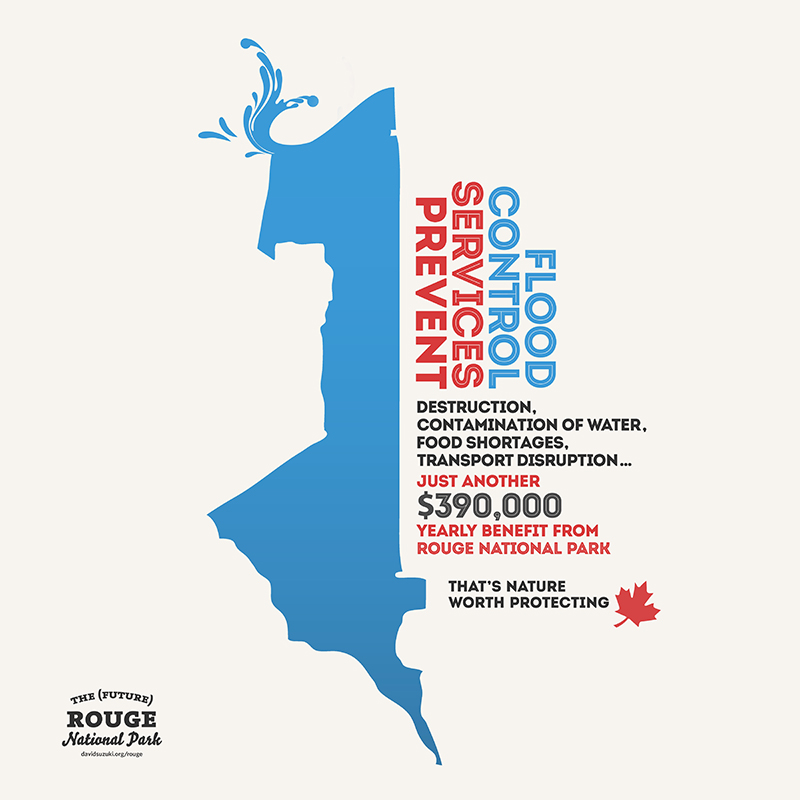 FLOOD
CONTROL
SERVICES
PREVENT
DESTRUCTION,
CONTAMINATION OF WATER,
FOOD SHORTAGES,
TRANSPORT DISRUPTION...
JUST ANOTHER
$390,000
YEARLY BENEFIT FROM
ROUGE NATIONAL PARK
THAT'S NATURE
WORTH PROTECTING
THE (FUTURE)
ROUGE
National Park
davidsuzuki.org/rouge